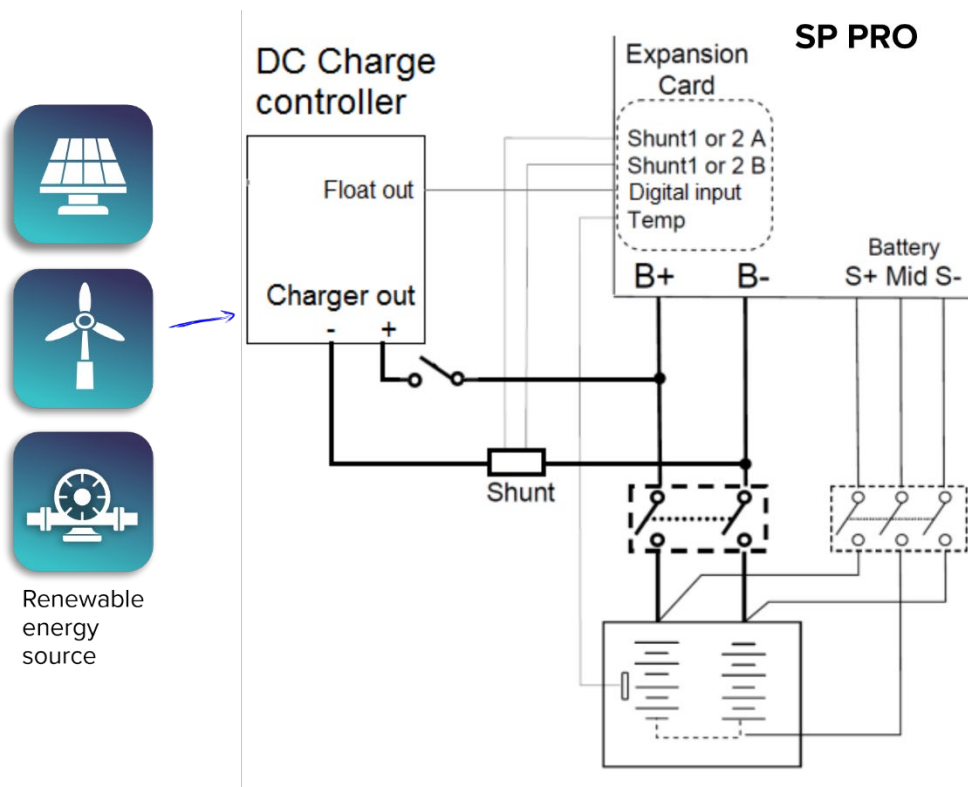 SP PRO
DC Charge
controller
Expansion
Card
Shunt1 or 2 A
Shunt1 or 2 B
Digital input
Temp
Float out
Charger out
- +
B+ B-
Battery
S+ Mid S-
Shunt
Renewable
energy
source